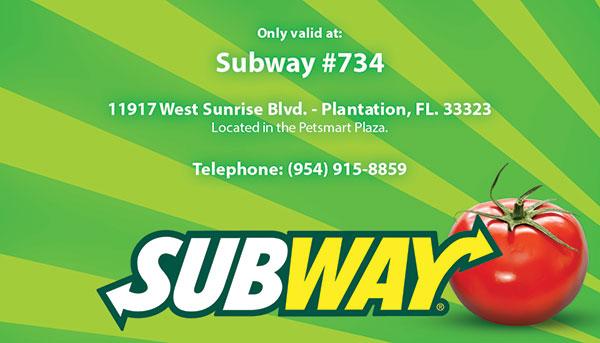 Only valid at:
Subway #734
11917 West Sunrise Blvd. - Plantation, FL. 33323
Located in the Petsmart Plaza.
Telephone: (954) 915-8859
SUBWAY®